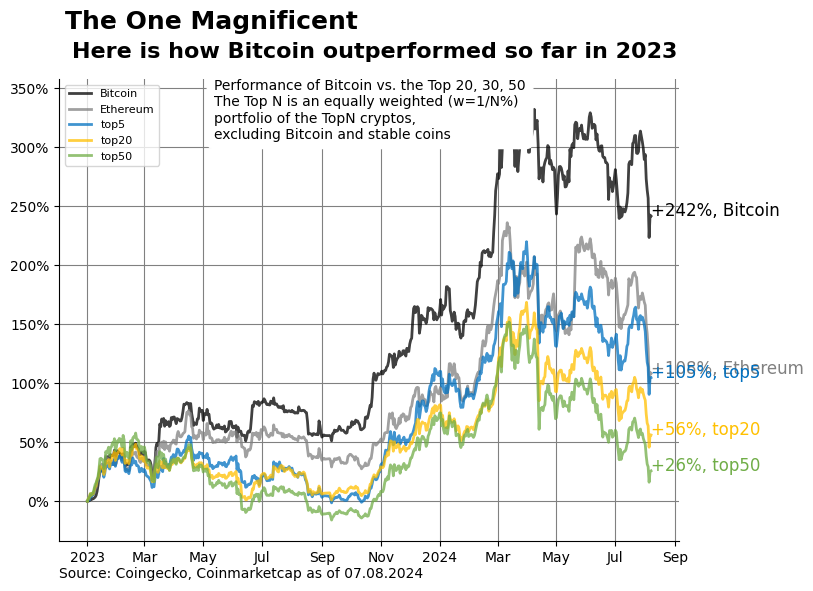 The One Magnificent
Here is how Bitcoin outperformed so far in 2023
Performance of Bitcoin vs. the Top 20, 30, 50
The Top N is an equally weighted (w=1/N%)
portfolio of the TopN cryptos,
excluding Bitcoin and stable coins
Bitcoin
Ethereum
top5
top20
top50
350%
300%
250%
200%
150%
100%
50%
0%
+242%, Bitcoin
+108%, Ethereum
+105%, top5
+56%, top20
+26%, top50
2023 Mar May Jul Sep Nov 2024 Mar May Jul Sep
Source: Coingecko, Coinmarketcap as of 07.08.2024